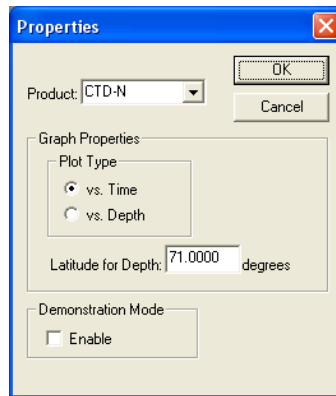 Properties
OK
Product: CTD-N
Cancel
Graph Properties
Plot Type
vs. Time
vs. Depth
Latitude for Depth: 71.0000 degrees
Demonstration Mode
Enable